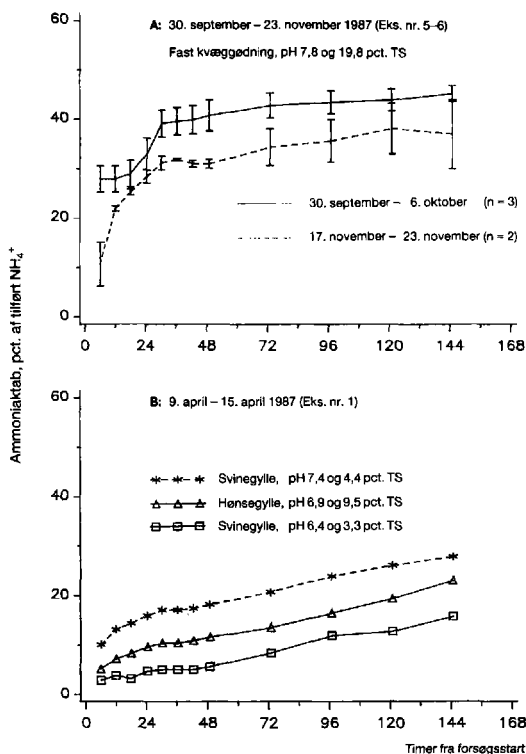 Ammoniaktab, pct. af tilført NH₄⁺
60
40
20
0
A: 30. september – 23. november 1987 (Eks. nr. 5–6)
Fast kvæggødning, pH 7,8 og 19,8 pct. TS
30. september – 6. oktober (n = 3)
17. november – 23. november (n = 2)
0 24 48 72 96 120 144 168
60
40
20
0
B: 9. april – 15. april 1987 (Eks. nr. 1)
Svinegylle, pH 7,4 og 4,4 pct. TS
Hønsegylle, pH 6,9 og 9,5 pct. TS
Svinegylle, pH 6,4 og 3,3 pct. TS
0 24 48 72 96 120 144 168
Timer fra forsøgsstart